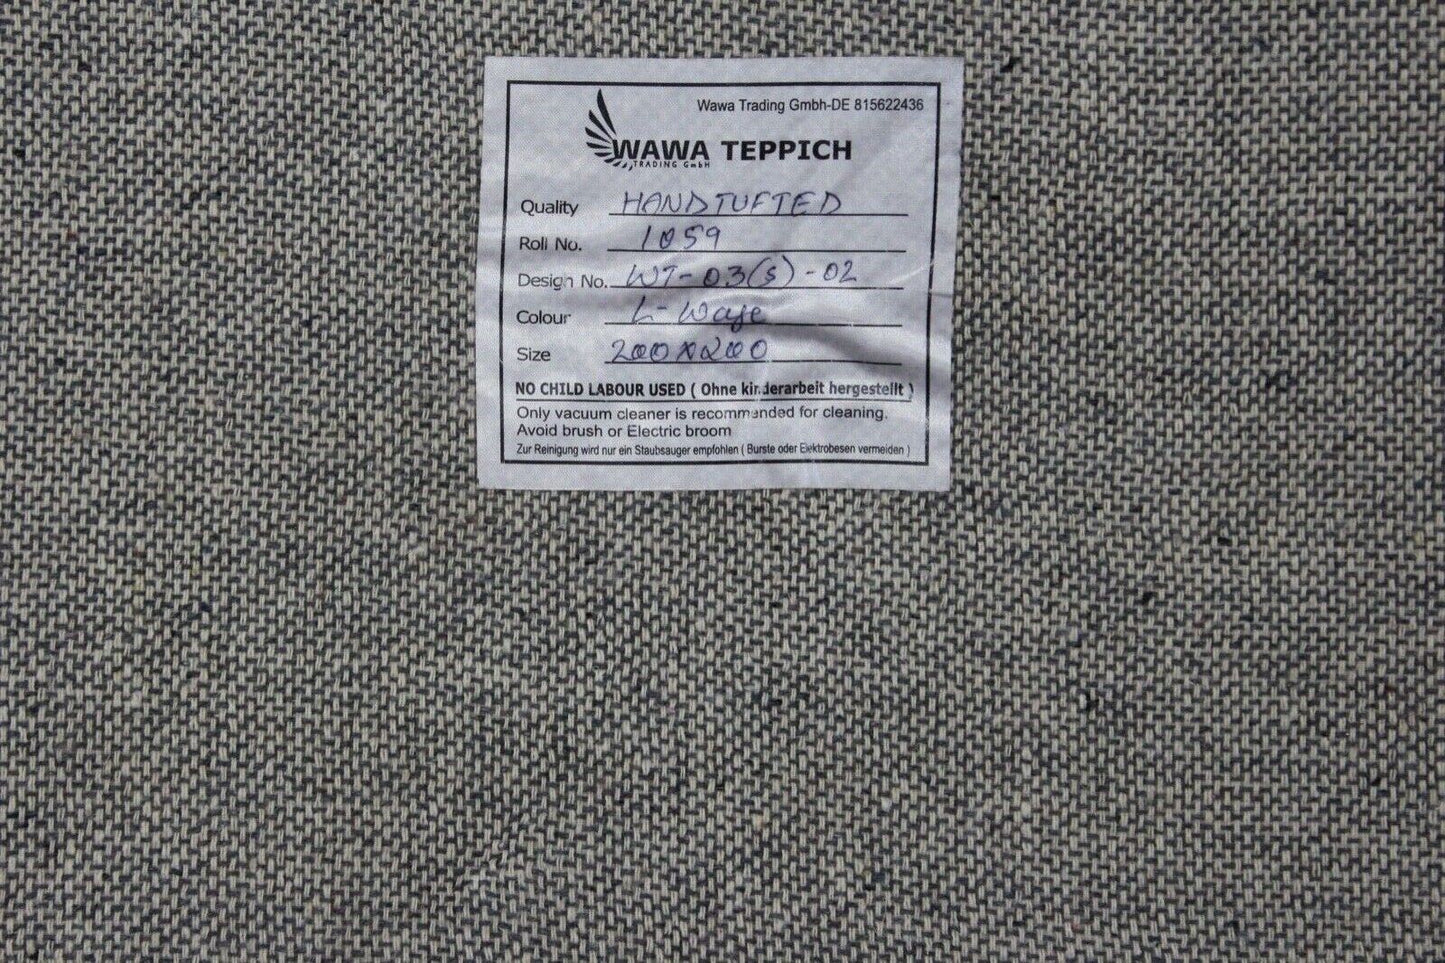 Wawa Trading Gmbh-DE 815622436
WAWA TEPPICH
TRADING GmbH
Quality HANDTUFTED
Roll No. 1059
Design No. WT-03(S)-02
Colour L-
Size 200X200
NO CHILD LABOUR USED ( Ohne kinderarbeit hergestellt )
Only vacuum cleaner is recommended for cleaning.
Avoid brush or Electric broom
Zur Reinigung wird nur ein Staubsauger empfohlen ( Burste oder Elektrobesen vermeiden )